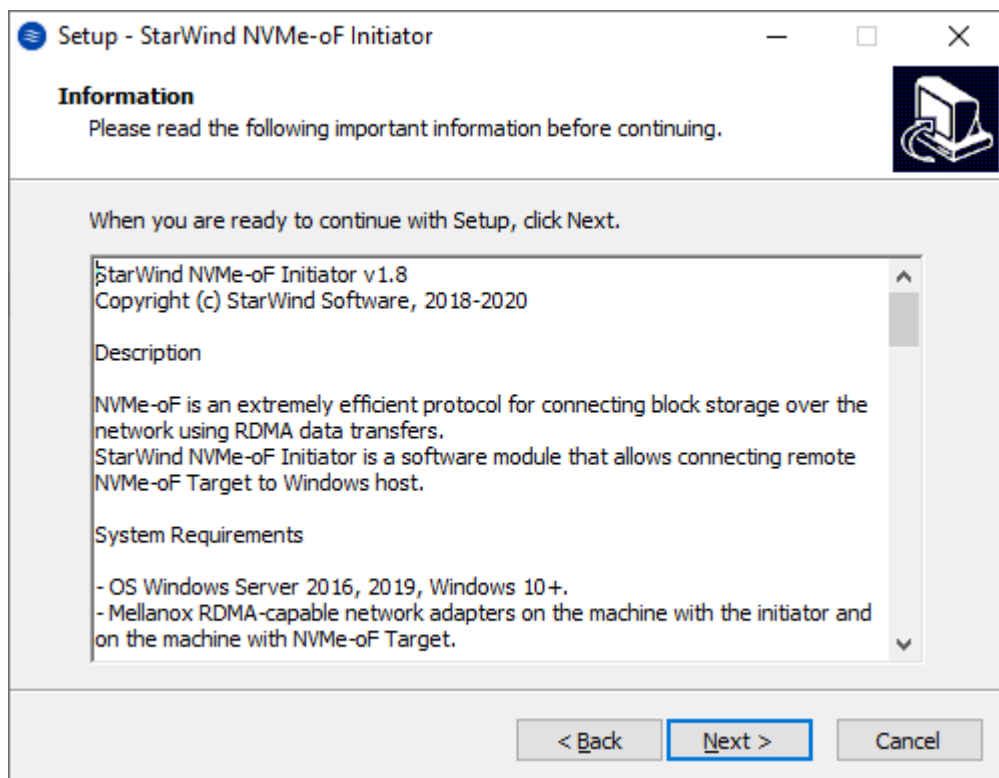 Setup - StarWind NVMe-oF Initiator
Information
Please read the following important information before continuing.
When you are ready to continue with Setup, click Next.
StarWind NVMe-oF Initiator v1.8
Copyright (c) StarWind Software, 2018-2020
Description
NVMe-oF is an extremely efficient protocol for connecting block storage over the
network using RDMA data transfers.
StarWind NVMe-oF Initiator is a software module that allows connecting remote
NVMe-oF Target to Windows host.
System Requirements
- OS Windows Server 2016, 2019, Windows 10+.
- Mellanox RDMA-capable network adapters on the machine with the initiator and
on the machine with NVMe-oF Target.
< Back Next > Cancel